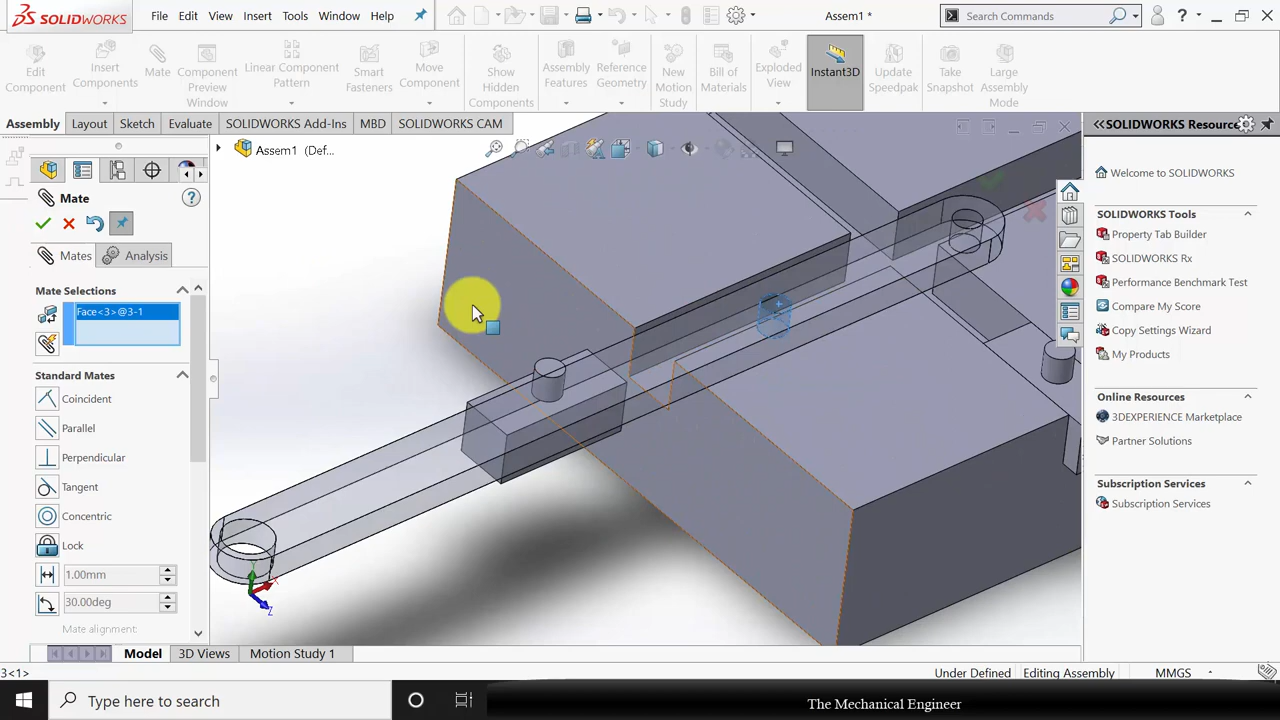 SOLIDWORKS File Edit View Insert Tools Window Help Assem1 * Search Commands ?
Edit Component
Insert Components
Mate
Component Preview Window
Linear Component Pattern
Smart Fasteners
Move Component
Show Hidden Components
Assembly Features
Reference Geometry
New Motion Study
Bill of Materials
Exploded View
Instant3D
Update Speedpak
Take Snapshot
Large Assembly Mode
Assembly Layout Sketch Evaluate SOLIDWORKS Add-Ins MBD SOLIDWORKS CAM
Assem1 (Def...
Mate
Mates Analysis
Mate Selections
Face<3>@3-1
Standard Mates
Coincident
Parallel
Perpendicular
Tangent
Concentric
Lock
1.00mm
30.00deg
Mate alignment:
Z
SOLIDWORKS Resource
Welcome to SOLIDWORKS
SOLIDWORKS Tools
Property Tab Builder
SOLIDWORKS Rx
Performance Benchmark Test
Compare My Score
Copy Settings Wizard
My Products
Online Resources
3DEXPERIENCE Marketplace
Partner Solutions
Subscription Services
Subscription Services
Model 3D Views Motion Study 1
3<1> Under Defined Editing Assembly MMGS
Type here to search
The Mechanical Engineer